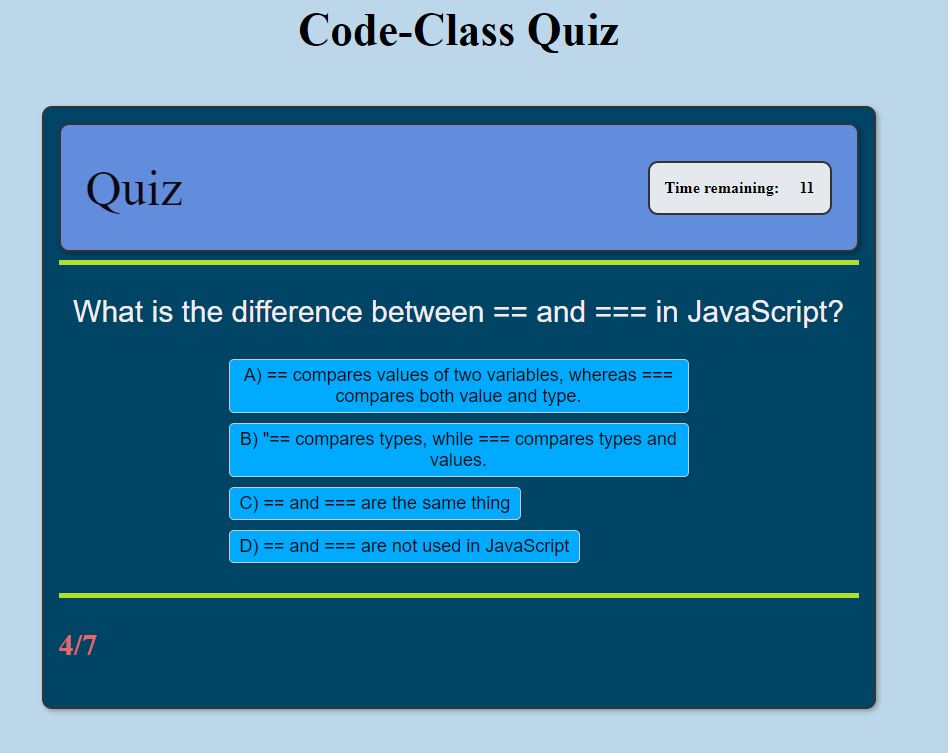 Code-Class Quiz
Quiz
Time remaining: 11
What is the difference between == and === in JavaScript?
A) == compares values of two variables, whereas ===
compares both value and type.
B) "== compares types, while === compares types and
values.
C) == and === are the same thing
D) == and === are not used in JavaScript
4/7